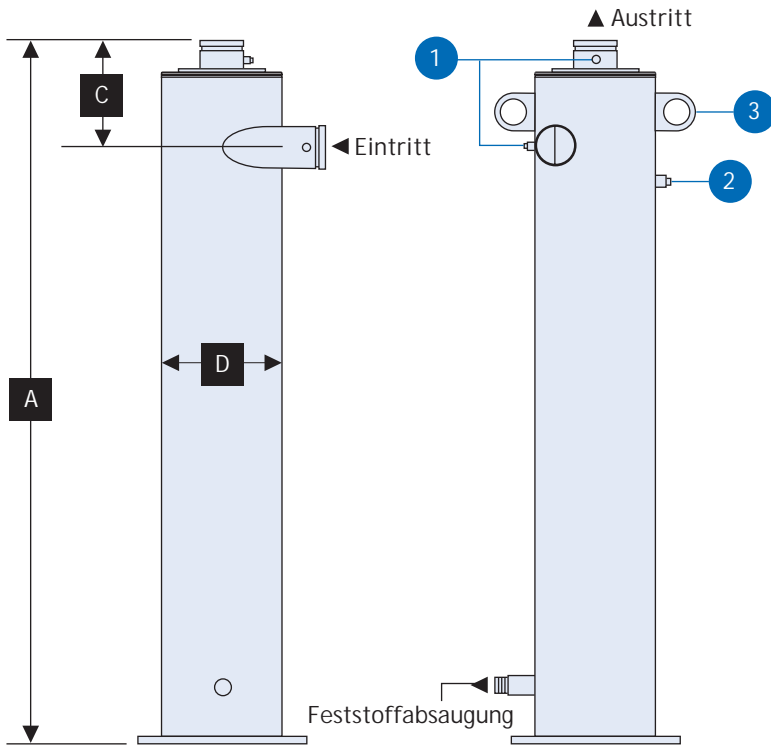 ▲ Austritt
1
C
3
◀ Eintritt
2
D
A
Feststoffabsaugung